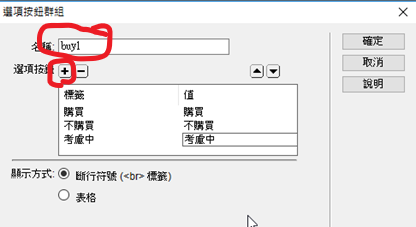 選項按鈕群組
名稱: buy1
確定
取消
說明
選項按鈕:
標籤 值
購買 購買
不購買 不購買
考慮中 考慮中
顯示方式: 斷行符號 (<br> 標籤)
表格